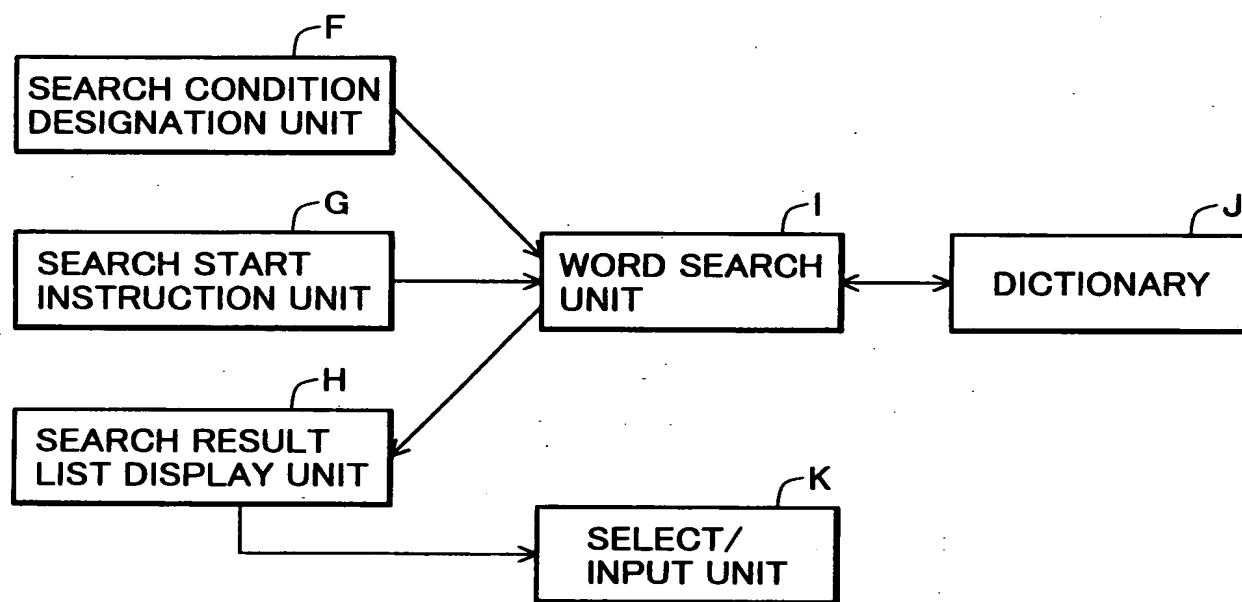 F
SEARCH CONDITION
DESIGNATION UNIT
G
SEARCH START
INSTRUCTION UNIT
H
SEARCH RESULT
LIST DISPLAY UNIT
I
WORD SEARCH
UNIT
J
DICTIONARY
K
SELECT/
INPUT UNIT